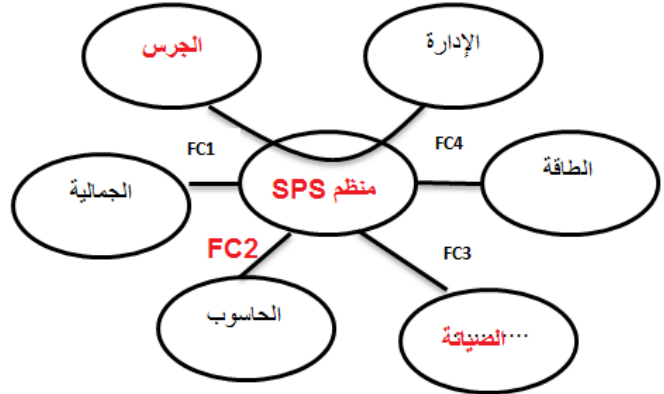 الإدارة
الجرس
FC1
FC4
الجمالية
منظم SPS
الطاقة
FC2
FC3
الحاسوب
الصيانة....